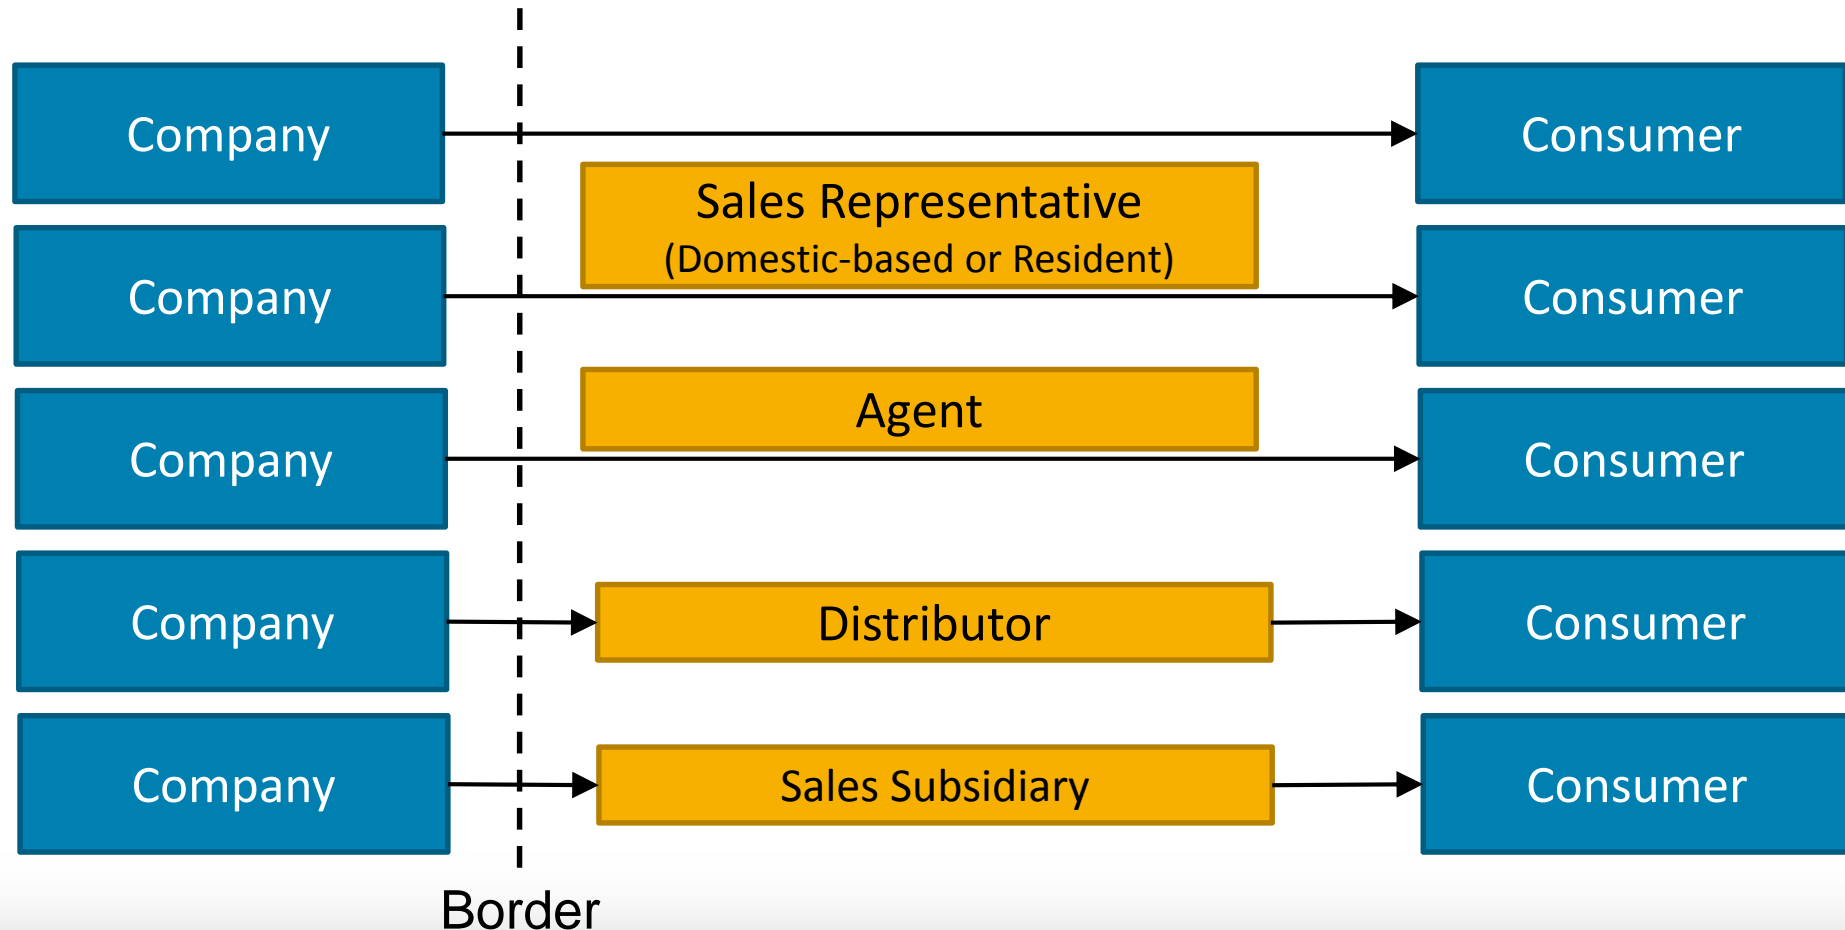 Company
Consumer
Sales Representative
(Domestic-based or Resident)
Company
Consumer
Agent
Company
Consumer
Company
Distributor
Consumer
Company
Sales Subsidiary
Consumer
Border